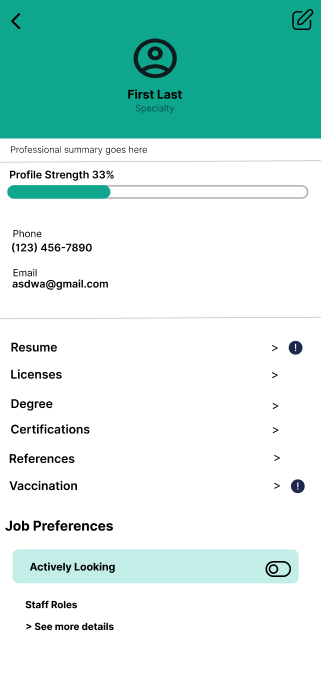 First Last
Specialty
Professional summary goes here
Profile Strength 33%
Phone
(123) 456-7890
Email
asdwa@gmail.com
Resume > !
Licenses >
Degree >
Certifications >
References >
Vaccination > !
Job Preferences
Actively Looking
Staff Roles
> See more details